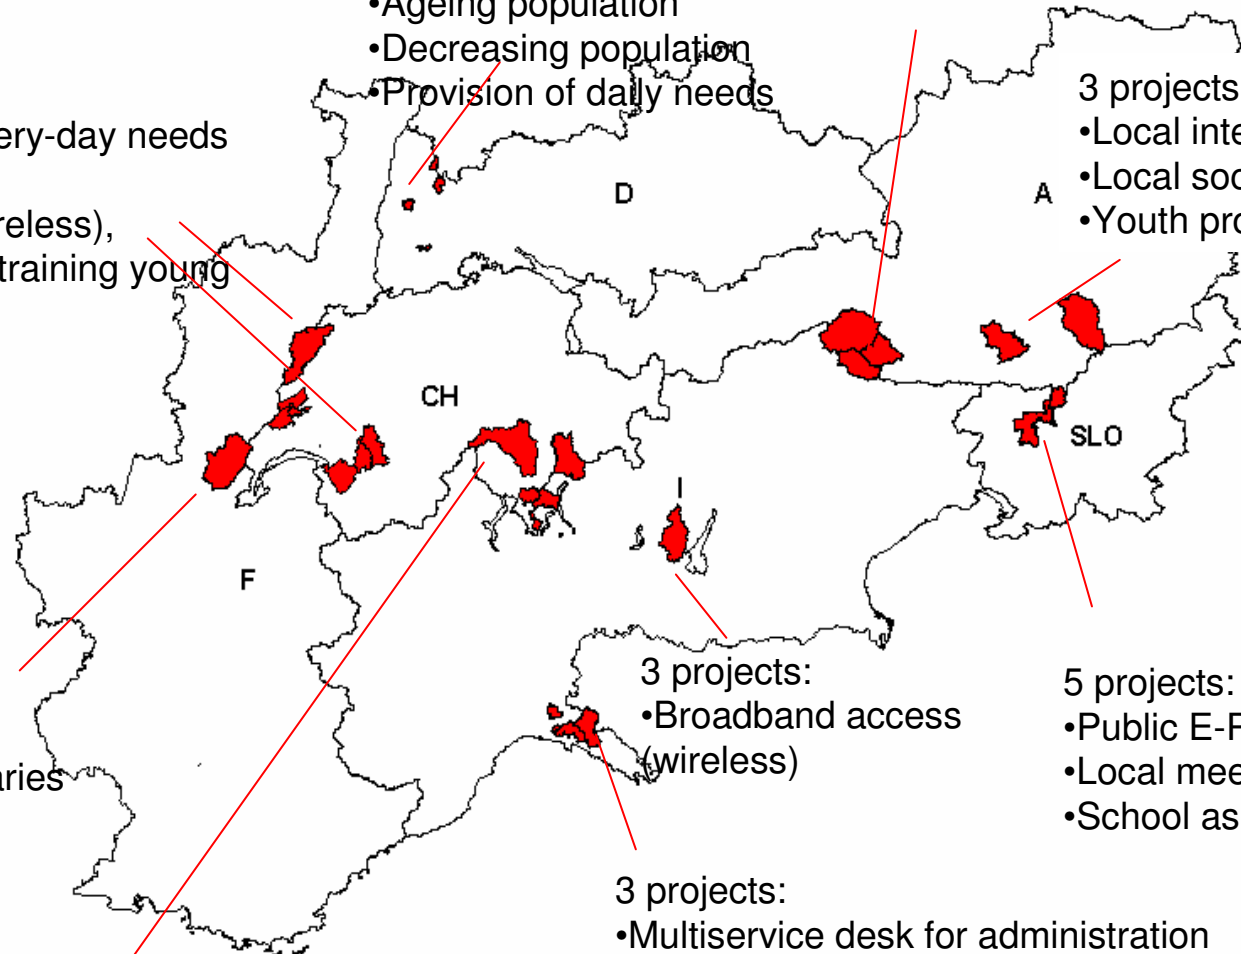 •Ageing population
•Decreasing population
•Provision of daily needs
ery-day needs
reless),
training young
3 projects
•Local inte
•Local soc
•Youth pro
D
A
CH
SLO
I
F
3 projects:
•Broadband access
(wireless)
5 projects:
•Public E-P
•Local mee
•School as
aries
3 projects:
•Multiservice desk for administration